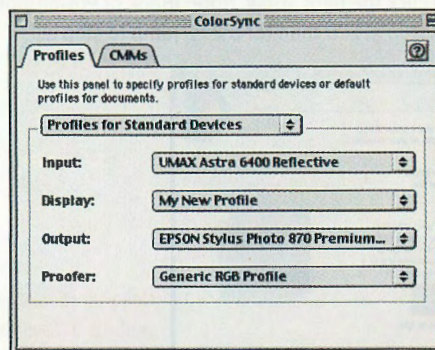 ColorSync
Profiles CMMs
Use this panel to specify profiles for standard devices or default
profiles for documents.
Profiles for Standard Devices
Input: UMAX Astra 6400 Reflective
Display: My New Profile
Output: EPSON Stylus Photo 870 Premium...
Proofer: Generic RGB Profile